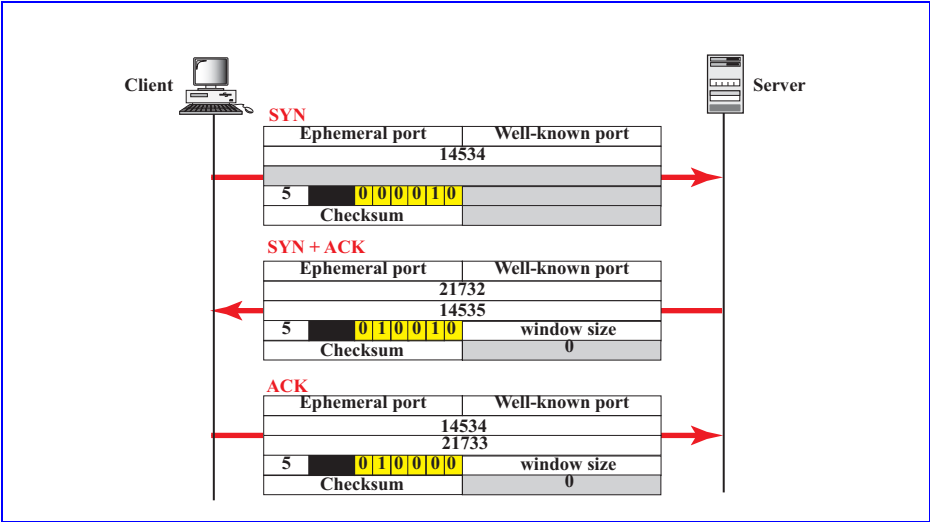 Client
Server
SYN
Ephemeral port Well-known port
14534
5 0 0 0 0 1 0
Checksum
SYN + ACK
Ephemeral port Well-known port
21732
14535
5 0 1 0 0 1 0 window size
Checksum 0
ACK
Ephemeral port Well-known port
14534
21733
5 0 1 0 0 0 0 window size
Checksum 0